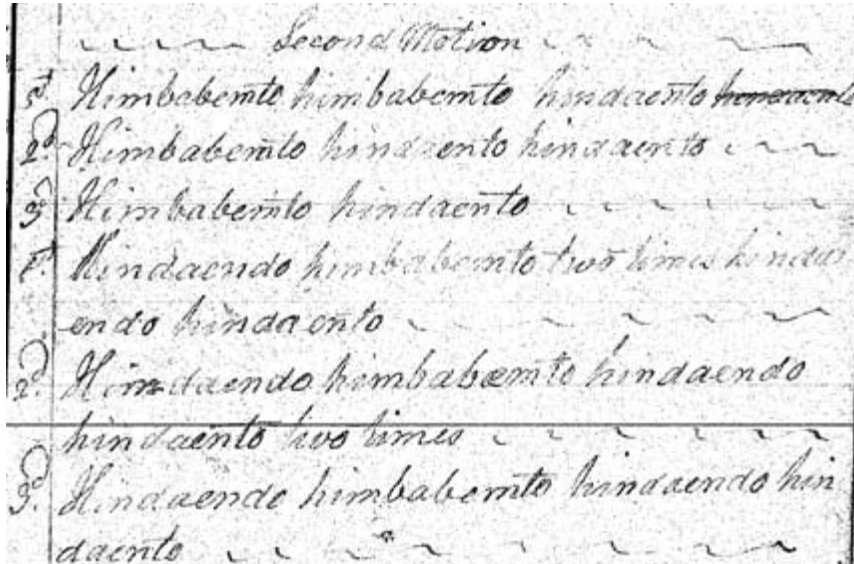 Second Motion
1st Himbabemto himbabemto hindaento
2d. Himbabemto hindaento hindaento
3d Himbabemto hindaento
1st. Hindaendo himbabemto two times hinda
endo hindaento
2d. Hindaendo himbabemto hindaendo
hindaento two times
3d. Hindaendo himbabemto hindaendo hin
daento